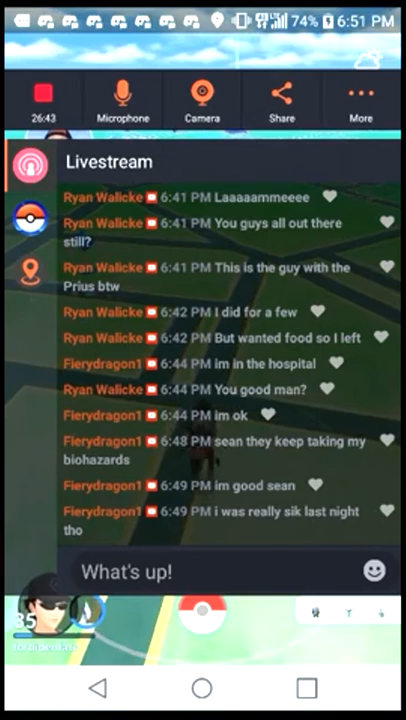 74% 6:51 PM
26:43 Microphone Camera Share More
Livestream
Ryan Walicke 6:41 PM Laaaaammeeee
Ryan Walicke 6:41 PM You guys all out there
still?
Ryan Walicke 6:41 PM This is the guy with the
Prius btw
Ryan Walicke 6:42 PM I did for a few
Ryan Walicke 6:42 PM But wanted food so I left
Fierydragon1 6:44 PM im in the hospital
Ryan Walicke 6:44 PM You good man?
Fierydragon1 6:44 PM im ok
Fierydragon1 6:48 PM sean they keep taking my
biohazards
Fierydragon1 6:49 PM im good sean
Fierydragon1 6:49 PM i was really sik last night
tho
What's up!
35